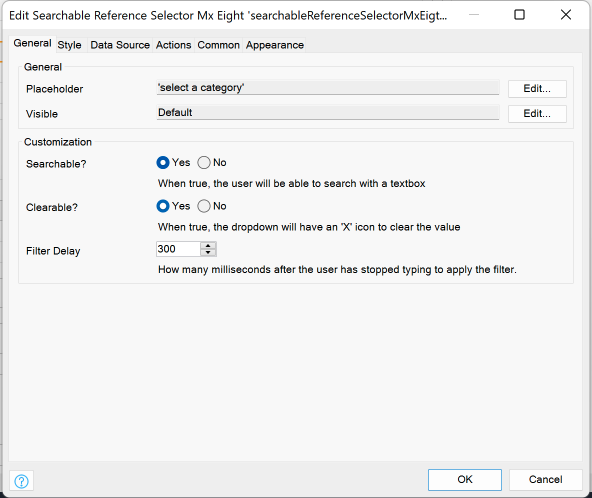 Edit Searchable Reference Selector Mx Eight 'searchableReferenceSelectorMxEigt...
General Style Data Source Actions Common Appearance
General
Placeholder 'select a category' Edit...
Visible Default Edit...
Customization
Searchable? Yes No
When true, the user will be able to search with a textbox
Clearable? Yes No
When true, the dropdown will have an 'X' icon to clear the value
Filter Delay 300
How many milliseconds after the user has stopped typing to apply the filter.
? OK Cancel